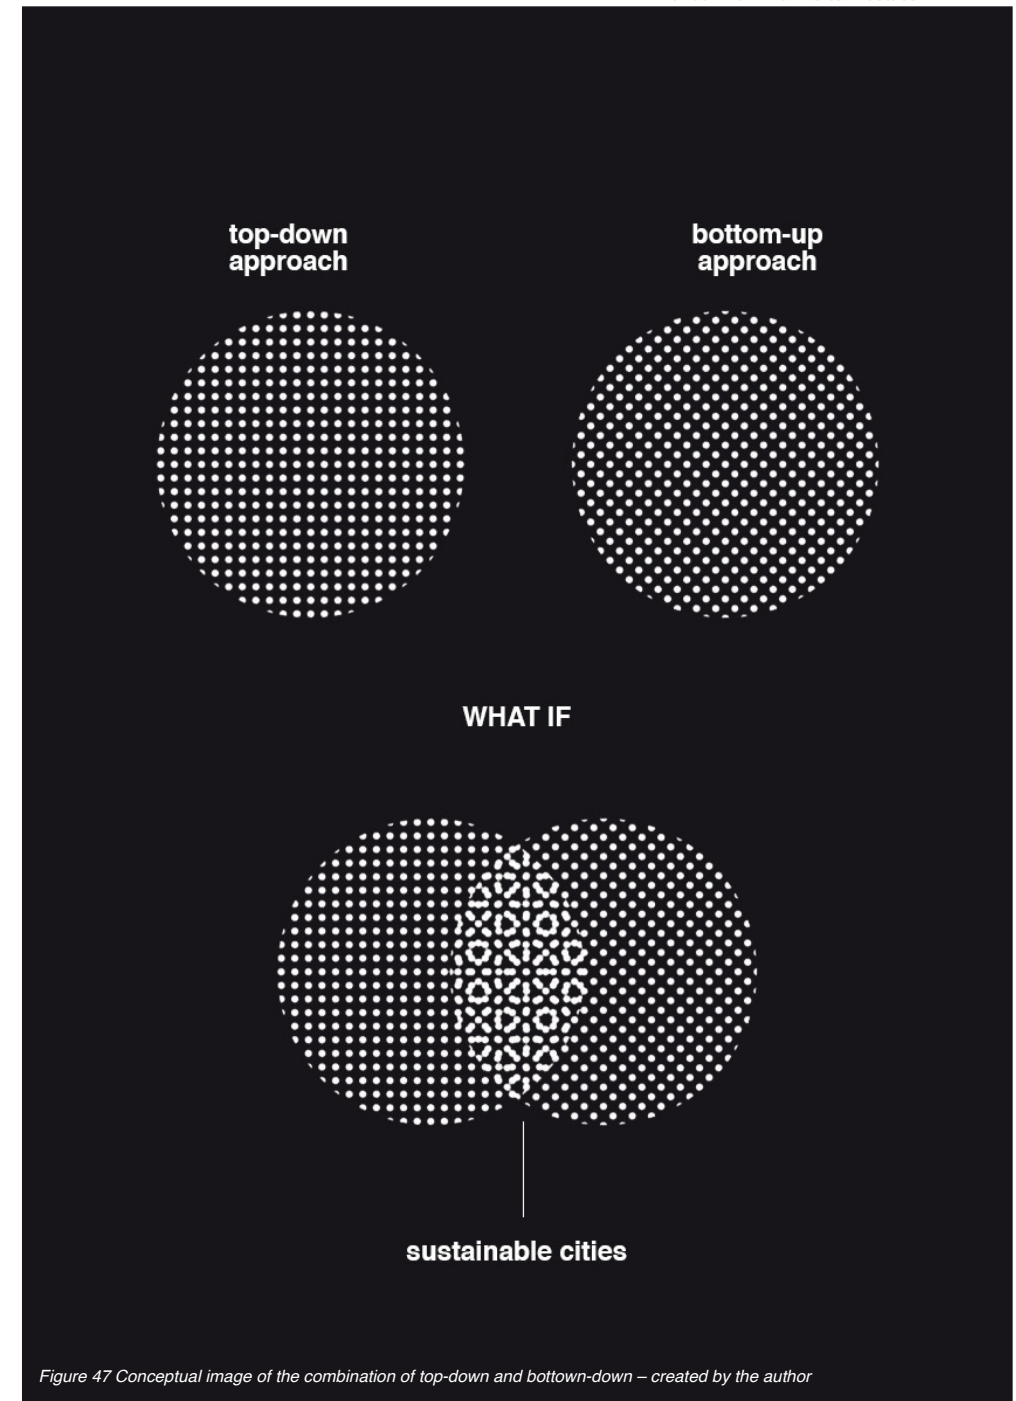 top-down
approach
bottom-up
approach
WHAT IF
sustainable cities
Figure 47 Conceptual image of the combination of top-down and bottown-down – created by the author